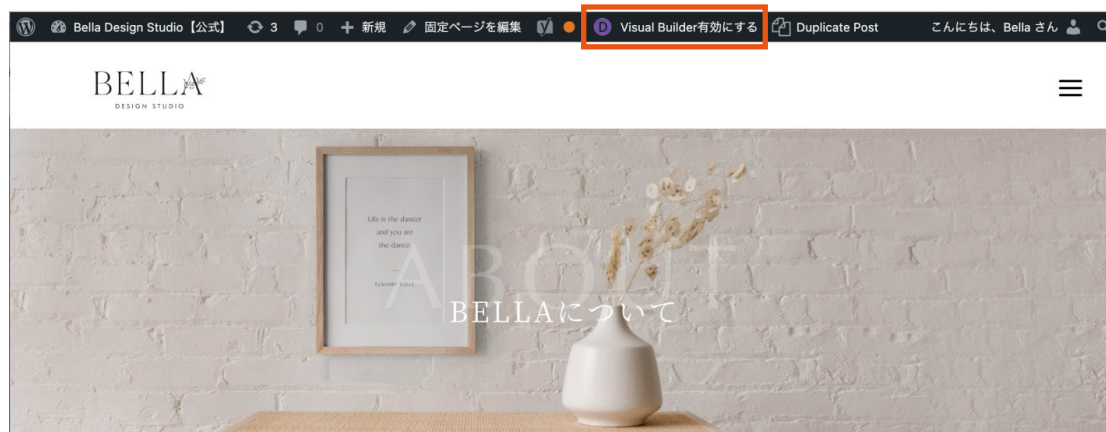 Bella Design Studio【公式】 3 0 新規 固定ページを編集 D Visual Builder有効にする Duplicate Post こんにちは、Bella さん
BELLA
DESIGN STUDIO
Life is the dancer
and you are
the dance.
ABOUT
BELLAについて